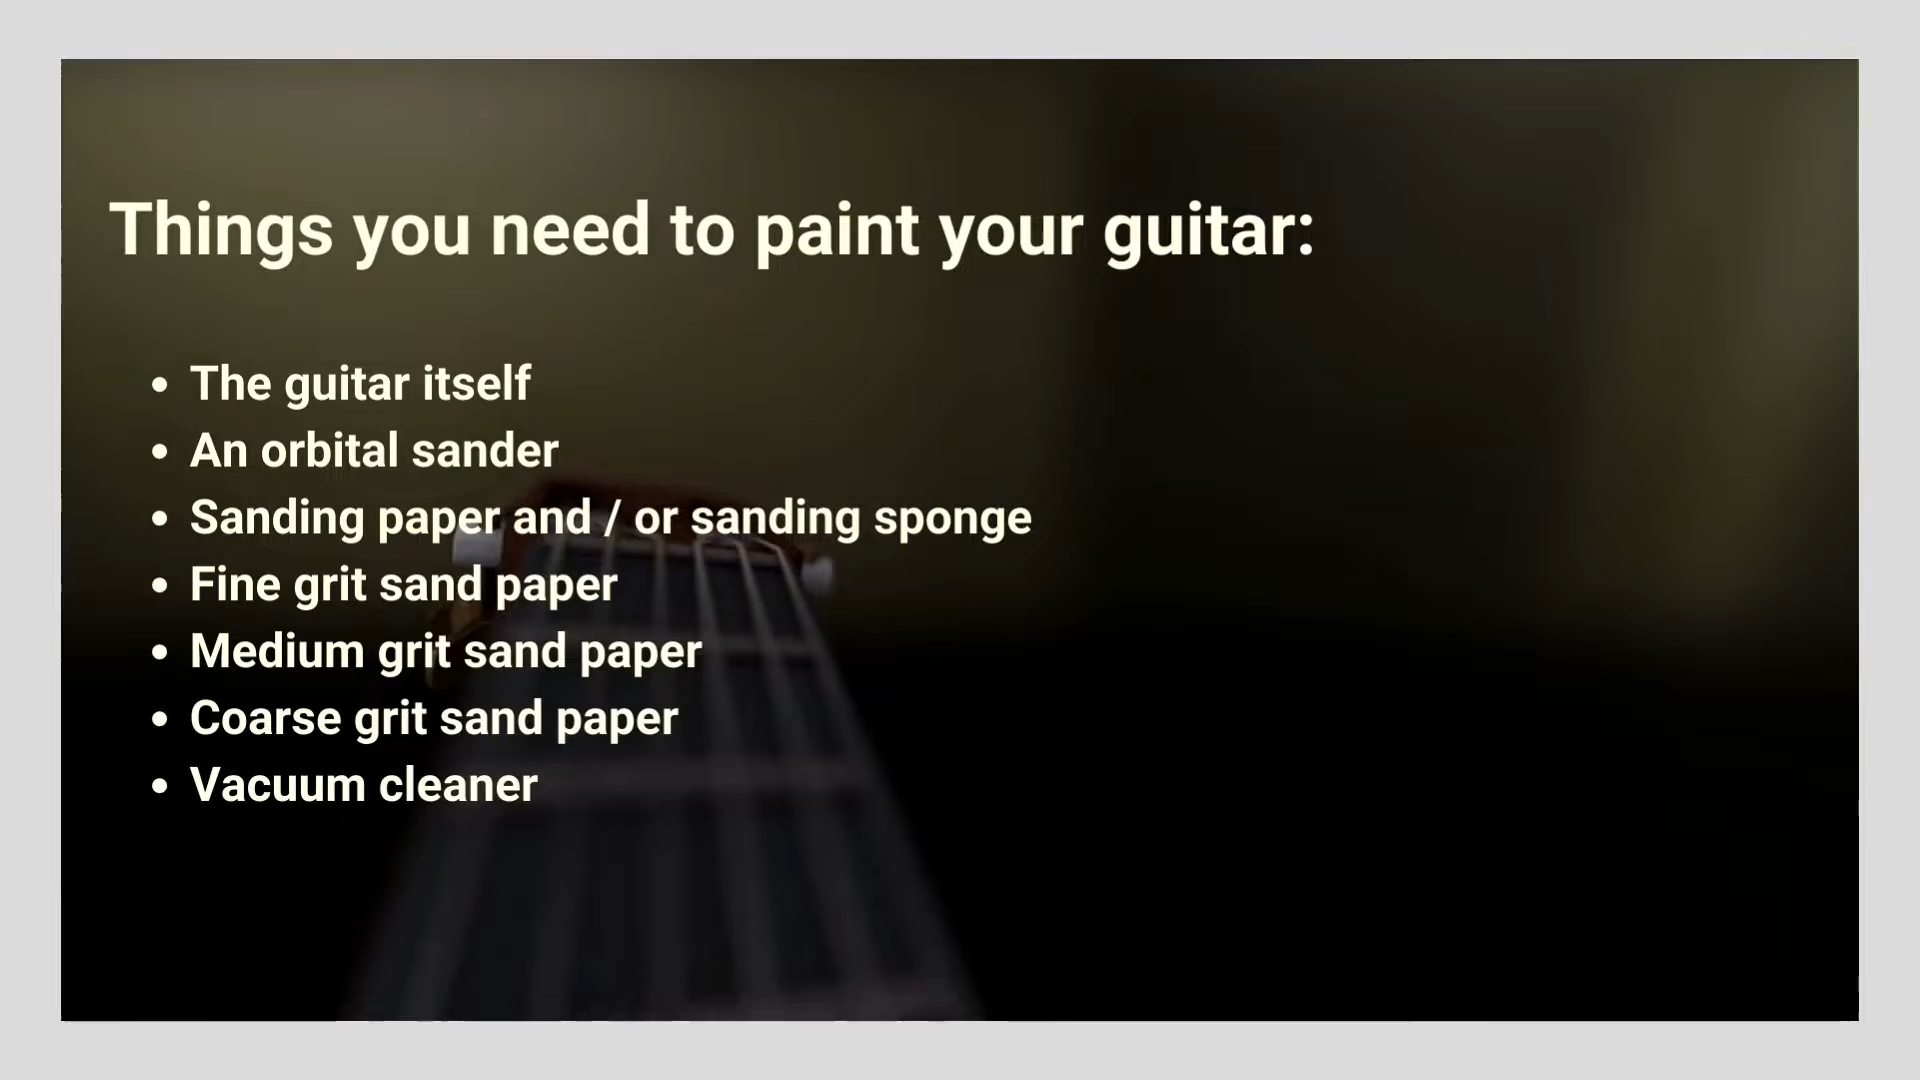 Things you need to paint your guitar:
• The guitar itself
• An orbital sander
• Sanding paper and / or sanding sponge
• Fine grit sand paper
• Medium grit sand paper
• Coarse grit sand paper
• Vacuum cleaner